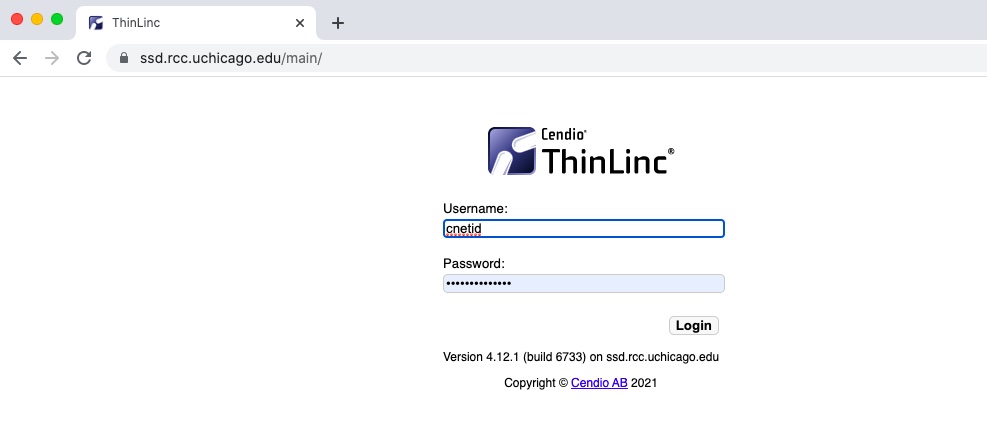 ThinLinc
ssd.rcc.uchicago.edu/main/
Cendio®
ThinLinc®
Username:
cnetid
Password:
••••••••••••••
Login
Version 4.12.1 (build 6733) on ssd.rcc.uchicago.edu
Copyright © Cendio AB 2021